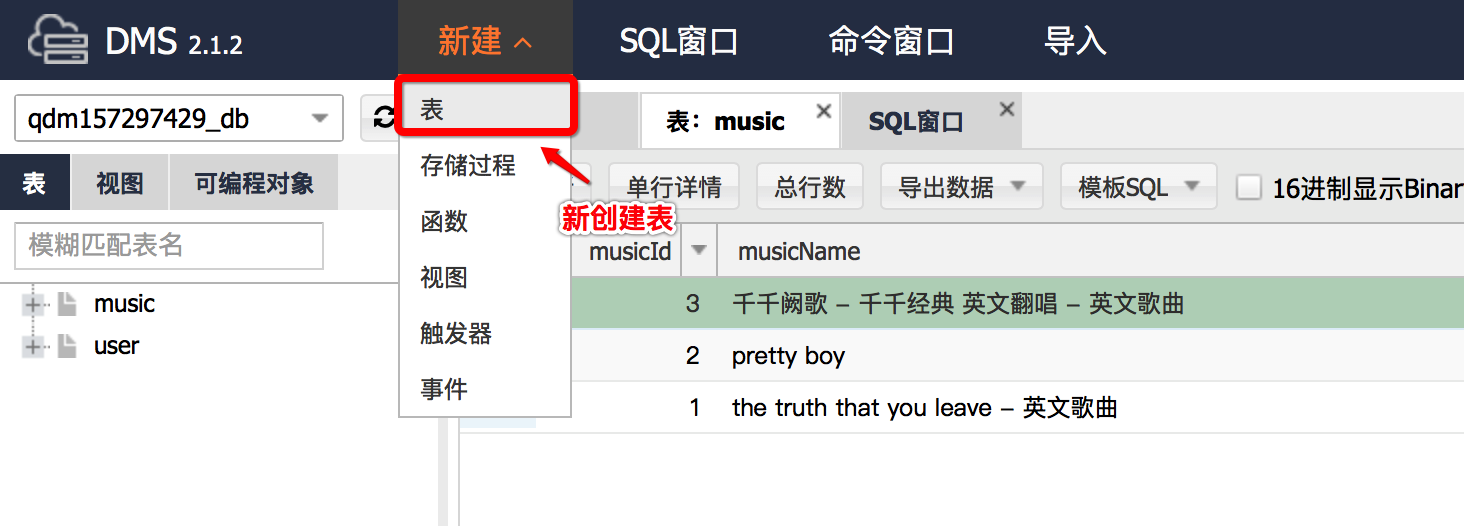 DMS 2.1.2
新建
SQL窗口
命令窗口
导入
qdm157297429_db
表
视图
可编程对象
模糊匹配表名
music
user
表
存储过程
函数
视图
触发器
事件
新创建表
表：music
SQL窗口
单行详情
总行数
导出数据
模板SQL
16进制显示Binar
musicId
musicName
3 千千阙歌 – 千千经典 英文翻唱 – 英文歌曲
2 pretty boy
1 the truth that you leave – 英文歌曲